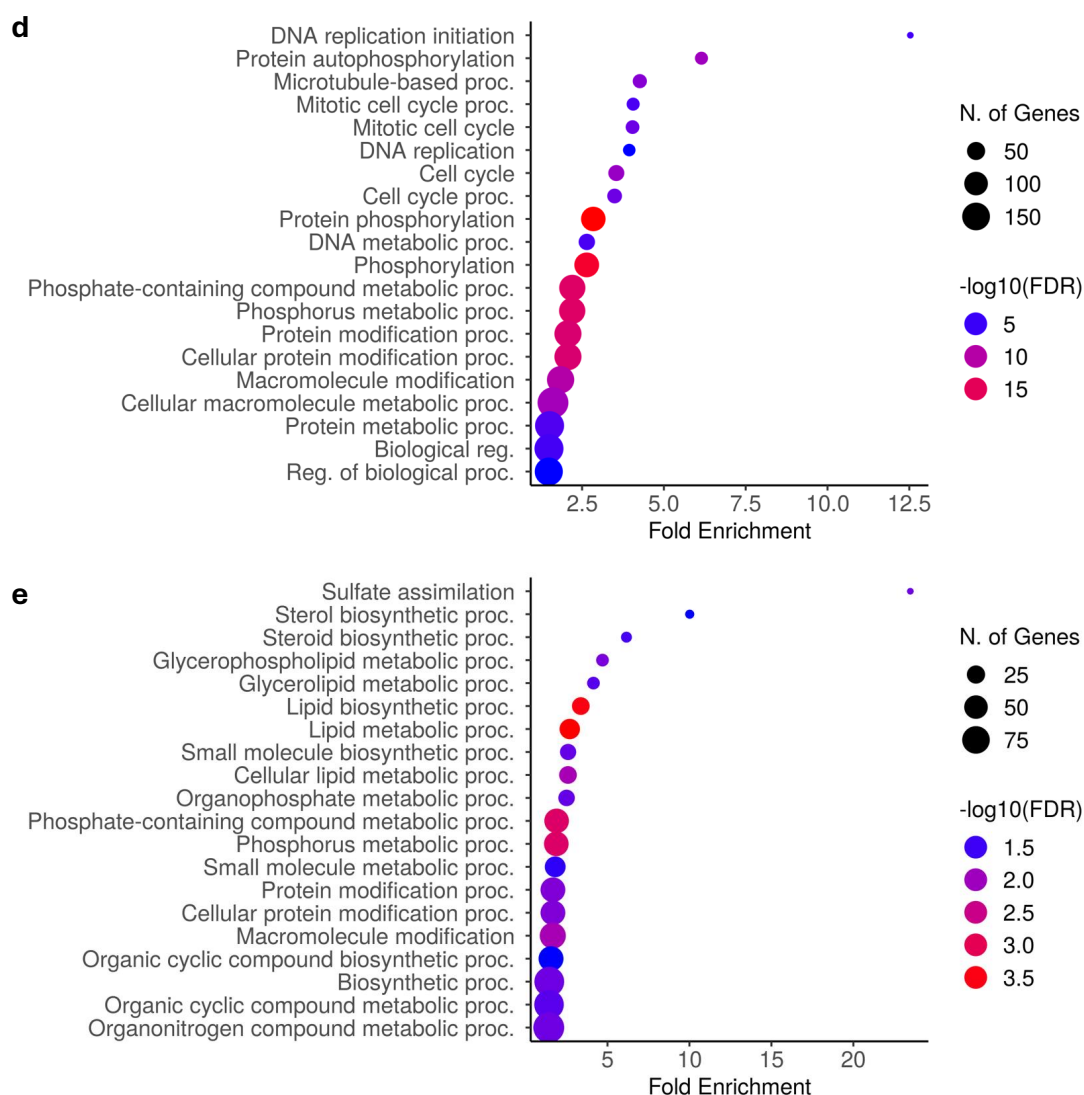 d
DNA replication initiation
Protein autophosphorylation
Microtubule-based proc.
Mitotic cell cycle proc.
Mitotic cell cycle
DNA replication
Cell cycle
Cell cycle proc.
Protein phosphorylation
DNA metabolic proc.
Phosphorylation
Phosphate-containing compound metabolic proc.
Phosphorus metabolic proc.
Protein modification proc.
Cellular protein modification proc.
Macromolecule modification
Cellular macromolecule metabolic proc.
Protein metabolic proc.
Biological reg.
Reg. of biological proc.
2.5 5.0 7.5 10.0 12.5
Fold Enrichment
N. of Genes
50
100
150
-log10(FDR)
5
10
15
e
Sulfate assimilation
Sterol biosynthetic proc.
Steroid biosynthetic proc.
Glycerophospholipid metabolic proc.
Glycerolipid metabolic proc.
Lipid biosynthetic proc.
Lipid metabolic proc.
Small molecule biosynthetic proc.
Cellular lipid metabolic proc.
Organophosphate metabolic proc.
Phosphate-containing compound metabolic proc.
Phosphorus metabolic proc.
Small molecule metabolic proc.
Protein modification proc.
Cellular protein modification proc.
Macromolecule modification
Organic cyclic compound biosynthetic proc.
Biosynthetic proc.
Organic cyclic compound metabolic proc.
Organonitrogen compound metabolic proc.
5 10 15 20
Fold Enrichment
N. of Genes
25
50
75
-log10(FDR)
1.5
2.0
2.5
3.0
3.5